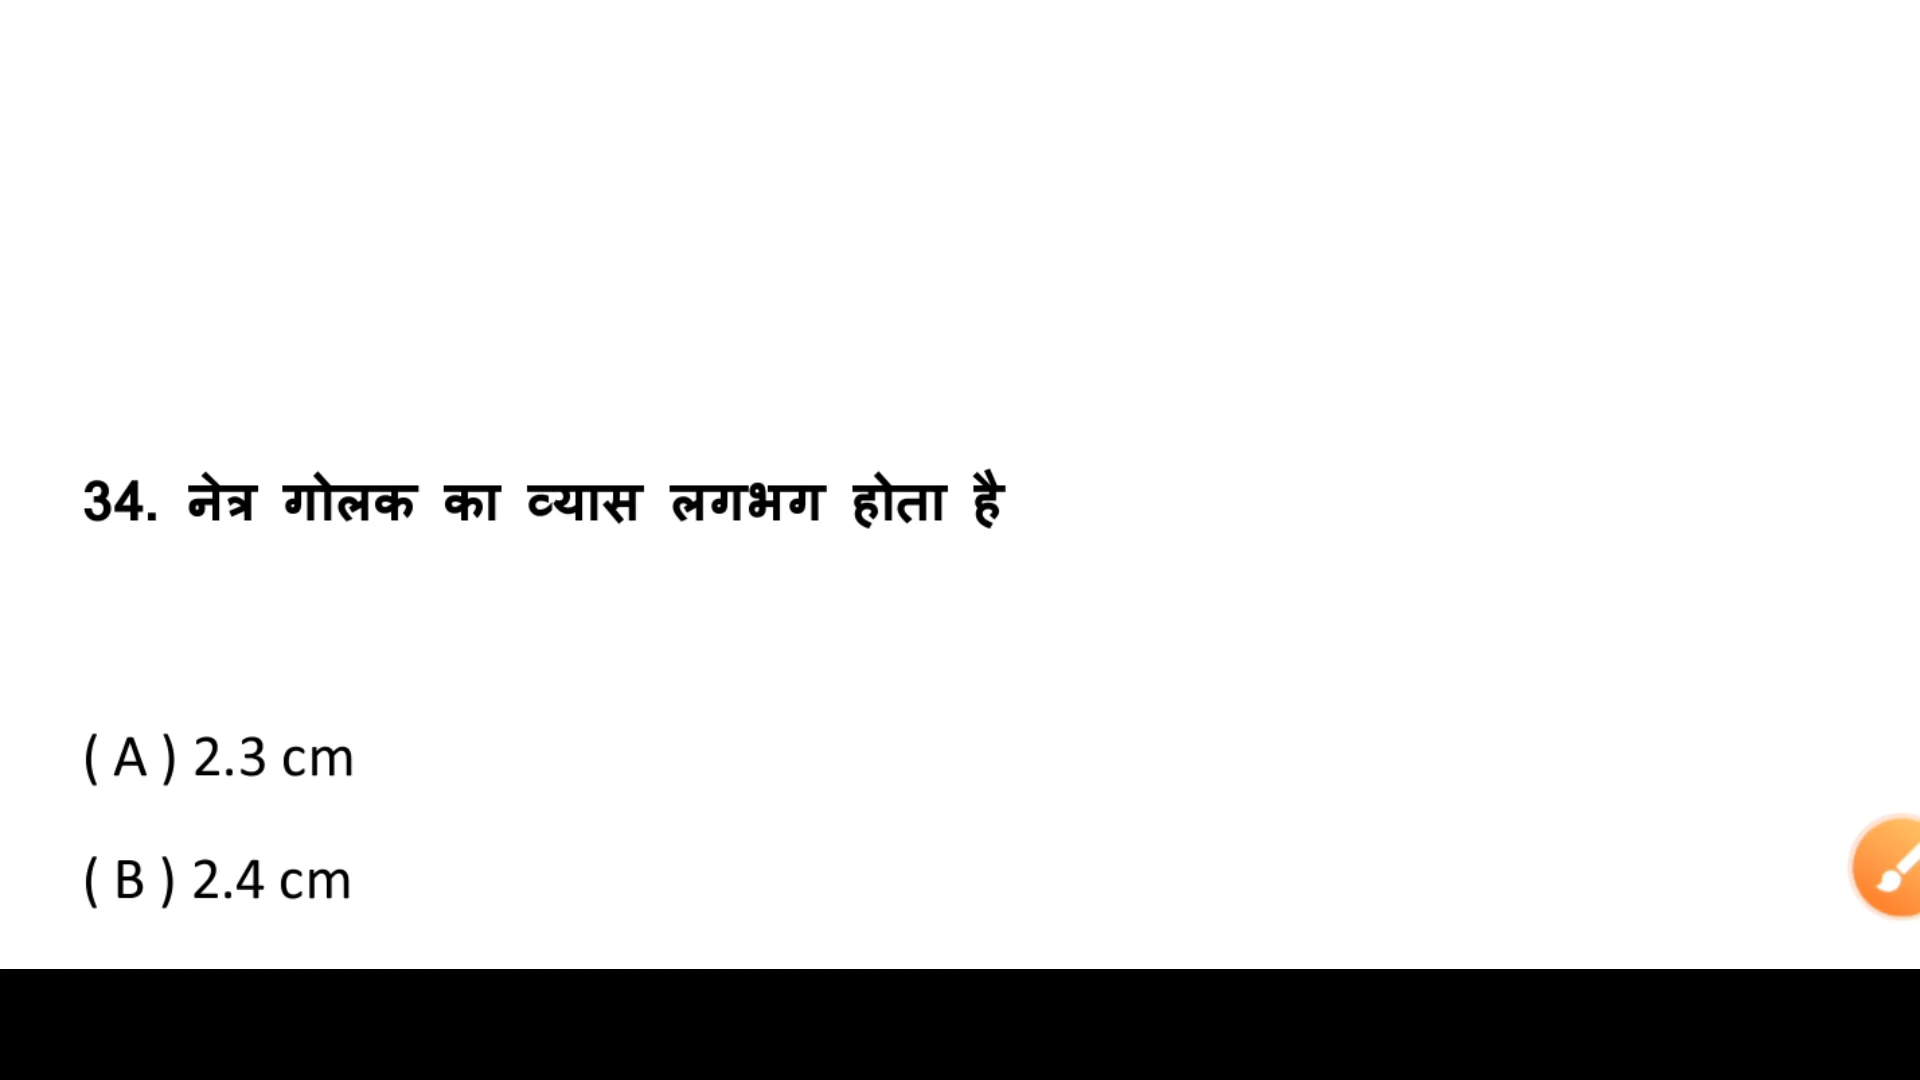 34. नेत्र गोलक का व्यास लगभग होता है
( A ) 2.3 cm
( B ) 2.4 cm